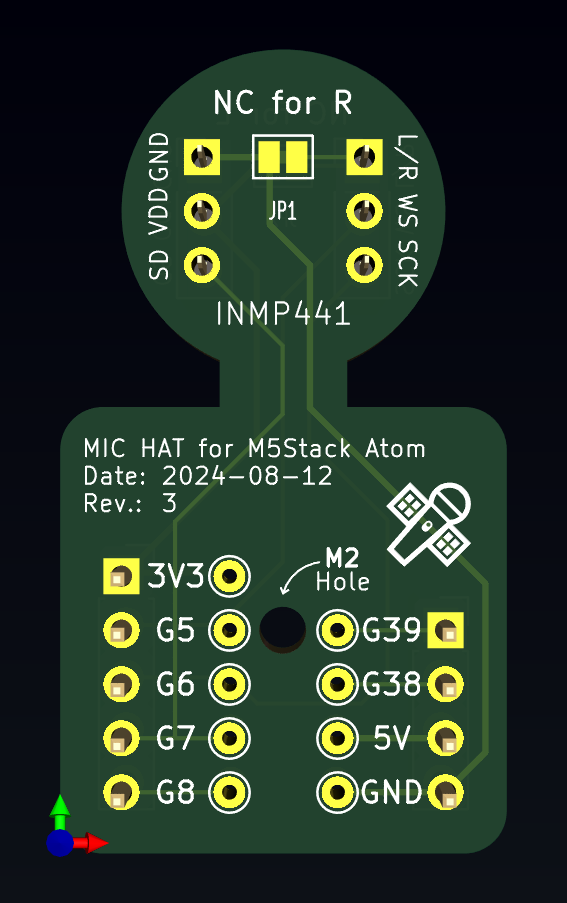 NC for R
GND
L/R
VDD
JP1
WS
SD
SCK
INMP441
MIC HAT for M5Stack Atom
Date: 2024-08-12
Rev.: 3
M2
Hole
3V3
G5
G39
G6
G38
G7
5V
G8
GND